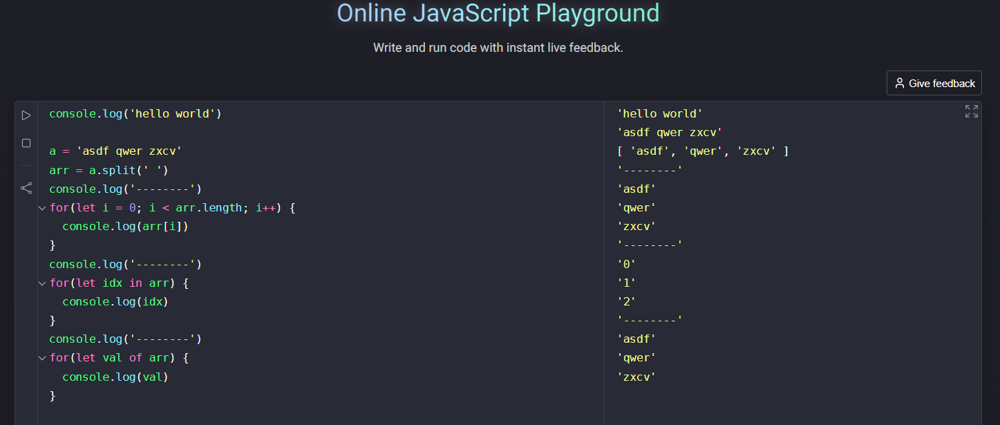 Online JavaScript Playground
Write and run code with instant live feedback.
Give feedback
console.log('hello world')
a = 'asdf qwer zxcv'
arr = a.split(' ')
console.log('--------')
for(let i = 0; i < arr.length; i++) {
  console.log(arr[i])
}
console.log('--------')
for(let idx in arr) {
  console.log(idx)
}
console.log('--------')
for(let val of arr) {
  console.log(val)
}
'hello world'
'asdf qwer zxcv'
[ 'asdf', 'qwer', 'zxcv' ]
'--------'
'asdf'
'qwer'
'zxcv'
'--------'
'0'
'1'
'2'
'--------'
'asdf'
'qwer'
'zxcv'